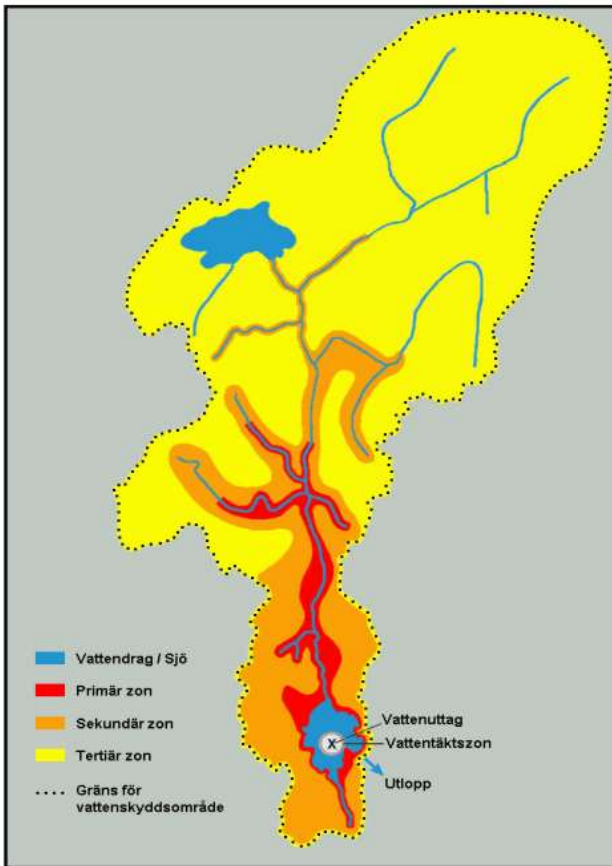 Vattendrag / Sjö
Primär zon
Sekundär zon
Tertiär zon
Gräns för
vattenskyddsområde
Vattenuttag
X
Vattentäktszon
Utlopp